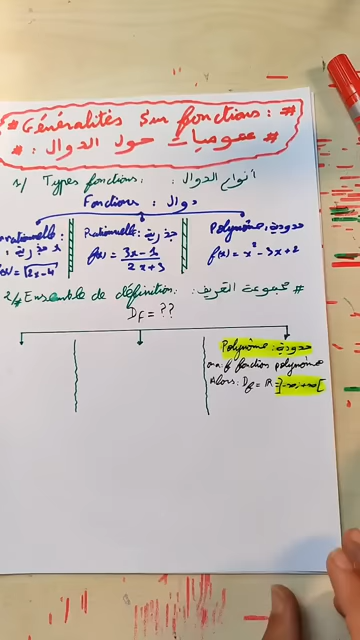 # Généralités sur fonctions : #
# عموميات حول الدوال : #
1/ Types fonctions : أنواع الدوال :
Fonctions : دوال
Rationnelle : جذرية
f(x) = 3x - 1 / 2x + 3
Polynôme : حدودية
f(x) = x² - 3x + 2
f(x) = √2x - 4
2/ Ensemble de définition : مجموعة التعريف : #
Df = ??
Polynôme : حدودية
on a : f fonction polynôme
Alors : Df = ℝ = ]-∞; +∞[